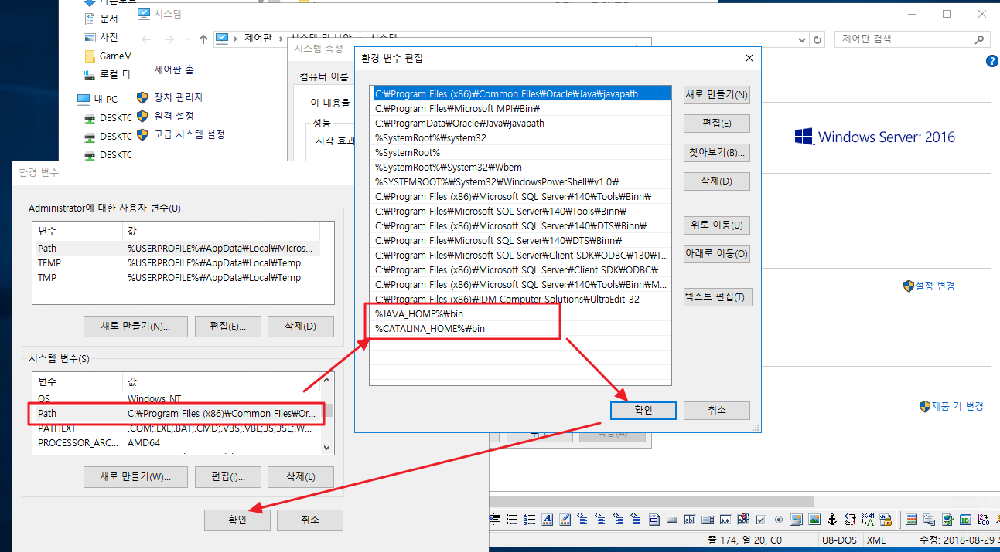 문서
사진
GameM
로컬 디
내 PC
DESKTC
DESKTC
DESKTC
시스템
제어판
시스템 및 보안
시스템
제어판 검색
제어판 홈
장치 관리자
원격 설정
고급 시스템 설정
시스템 속성
컴퓨터 이름
이 내용을
성능
시각 효과
Windows Server® 2016
설정 변경
제품 키 변경
환경 변수 편집
C:₩Program Files (x86)₩Common Files₩Oracle₩Java₩javapath
C:₩Program Files₩Microsoft MPI₩Bin₩
C:₩ProgramData₩Oracle₩Java₩javapath
%SystemRoot%₩system32
%SystemRoot%
%SystemRoot%₩System32₩Wbem
%SYSTEMROOT%₩System32₩WindowsPowerShell₩v1.0₩
C:₩Program Files (x86)₩Microsoft SQL Server₩140₩Tools₩Binn₩
C:₩Program Files₩Microsoft SQL Server₩140₩Tools₩Binn₩
C:₩Program Files (x86)₩Microsoft SQL Server₩140₩DTS₩Binn₩
C:₩Program Files₩Microsoft SQL Server₩140₩DTS₩Binn₩
C:₩Program Files₩Microsoft SQL Server₩Client SDK₩ODBC₩130₩T...
C:₩Program Files (x86)₩Microsoft SQL Server₩Client SDK₩ODBC₩...
C:₩Program Files (x86)₩Microsoft SQL Server₩140₩Tools₩Binn₩M...
C:₩Program Files (x86)₩IDM Computer Solutions₩UltraEdit-32
%JAVA_HOME%₩bin
%CATALINA_HOME%₩bin
새로 만들기(N)
편집(E)
찾아보기(B)...
삭제(D)
위로 이동(U)
아래로 이동(O)
텍스트 편집(T)...
확인
취소
환경 변수
Administrator에 대한 사용자 변수(U)
변수 값
Path %USERPROFILE%₩AppData₩Local₩Micros...
TEMP %USERPROFILE%₩AppData₩Local₩Temp
TMP %USERPROFILE%₩AppData₩Local₩Temp
새로 만들기(N)...
편집(E)...
삭제(D)
시스템 변수(S)
변수 값
OS Windows_NT
Path C:₩Program Files (x86)₩Common Files₩Or...
PATHEXT .COM;.EXE;.BAT;.CMD;.VBS;.VBE;.JS;.JSE;.W...
PROCESSOR_ARC... AMD64
새로 만들기(W)...
편집(I)...
삭제(L)
확인
취소
줄 174, 열 20, C0
U8-DOS
XML
수정: 2018-08-29